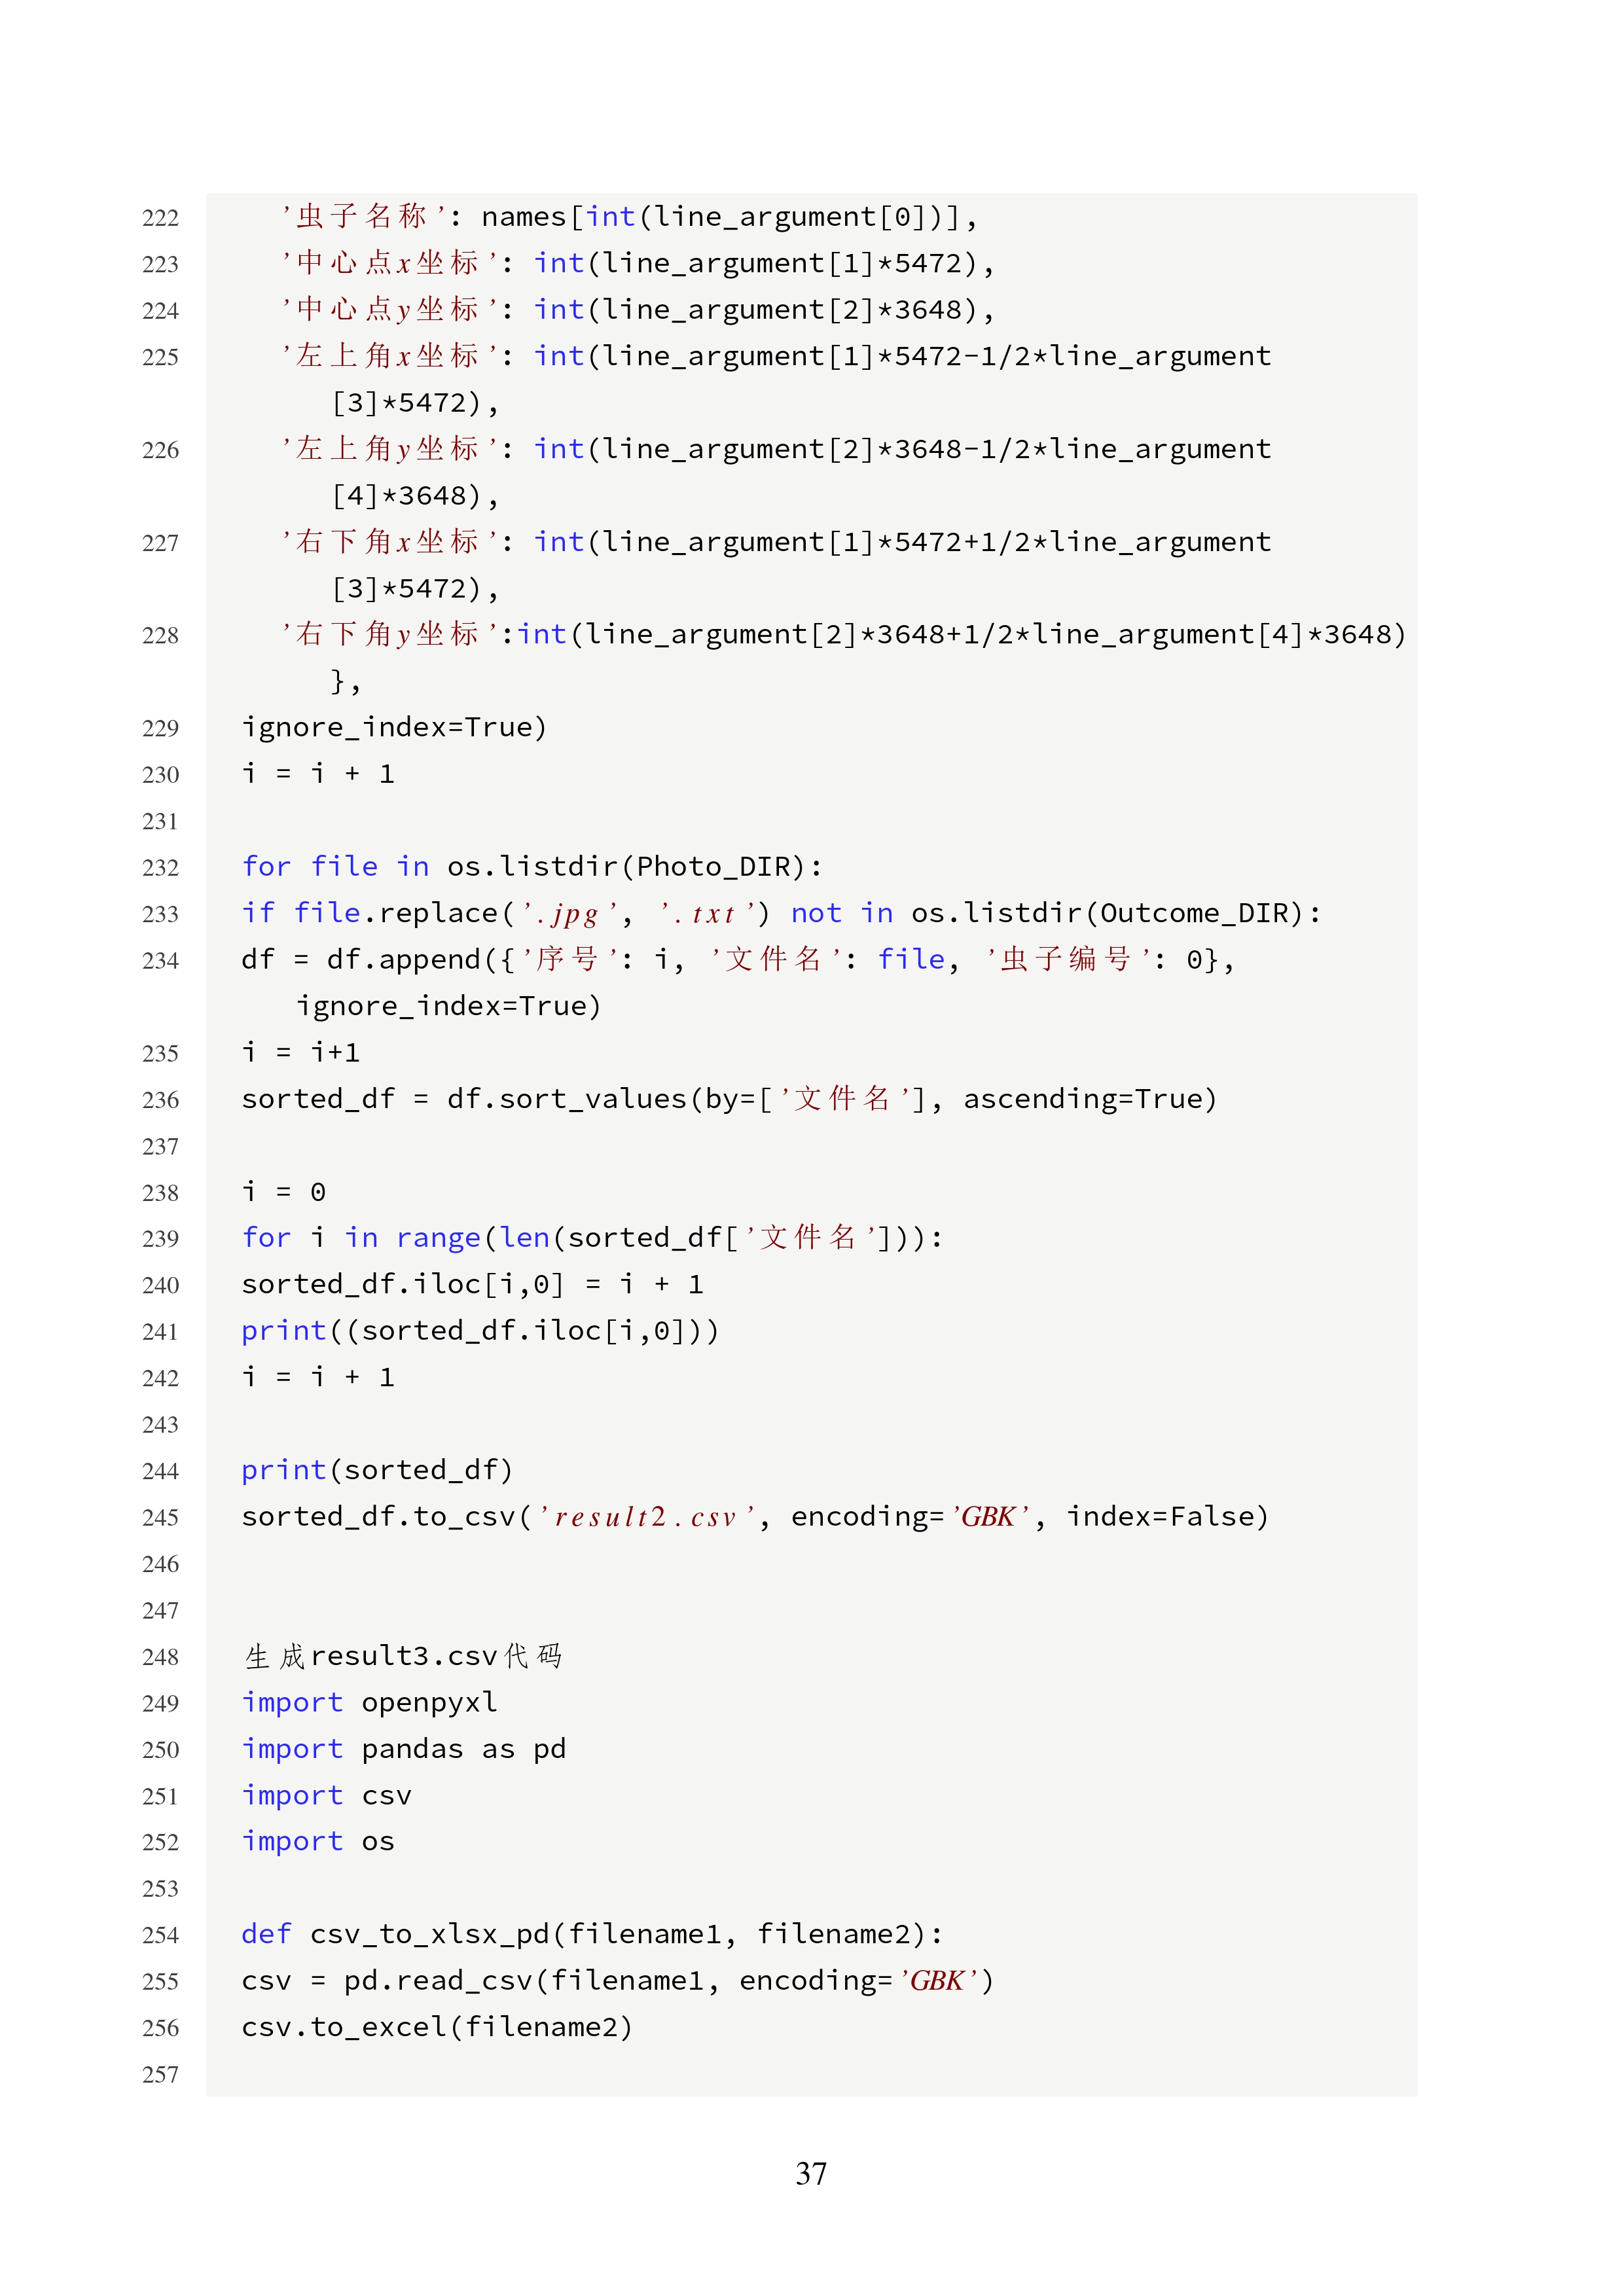 222 '虫子名称': names[int(line_argument[0])],
223 '中心点x坐标': int(line_argument[1]*5472),
224 '中心点y坐标': int(line_argument[2]*3648),
225 '左上角x坐标': int(line_argument[1]*5472-1/2*line_argument
[3]*5472),
226 '左上角y坐标': int(line_argument[2]*3648-1/2*line_argument
[4]*3648),
227 '右下角x坐标': int(line_argument[1]*5472+1/2*line_argument
[3]*5472),
228 '右下角y坐标':int(line_argument[2]*3648+1/2*line_argument[4]*3648)
},
229 ignore_index=True)
230 i = i + 1
231
232 for file in os.listdir(Photo_DIR):
233 if file.replace('.jpg', '.txt') not in os.listdir(Outcome_DIR):
234 df = df.append({'序号': i, '文件名': file, '虫子编号': 0},
ignore_index=True)
235 i = i+1
236 sorted_df = df.sort_values(by=['文件名'], ascending=True)
237
238 i = 0
239 for i in range(len(sorted_df['文件名'])):
240 sorted_df.iloc[i,0] = i + 1
241 print((sorted_df.iloc[i,0]))
242 i = i + 1
243
244 print(sorted_df)
245 sorted_df.to_csv('result2.csv', encoding='GBK', index=False)
246
247
248 生成result3.csv代码
249 import openpyxl
250 import pandas as pd
251 import csv
252 import os
253
254 def csv_to_xlsx_pd(filename1, filename2):
255 csv = pd.read_csv(filename1, encoding='GBK')
256 csv.to_excel(filename2)
257
37